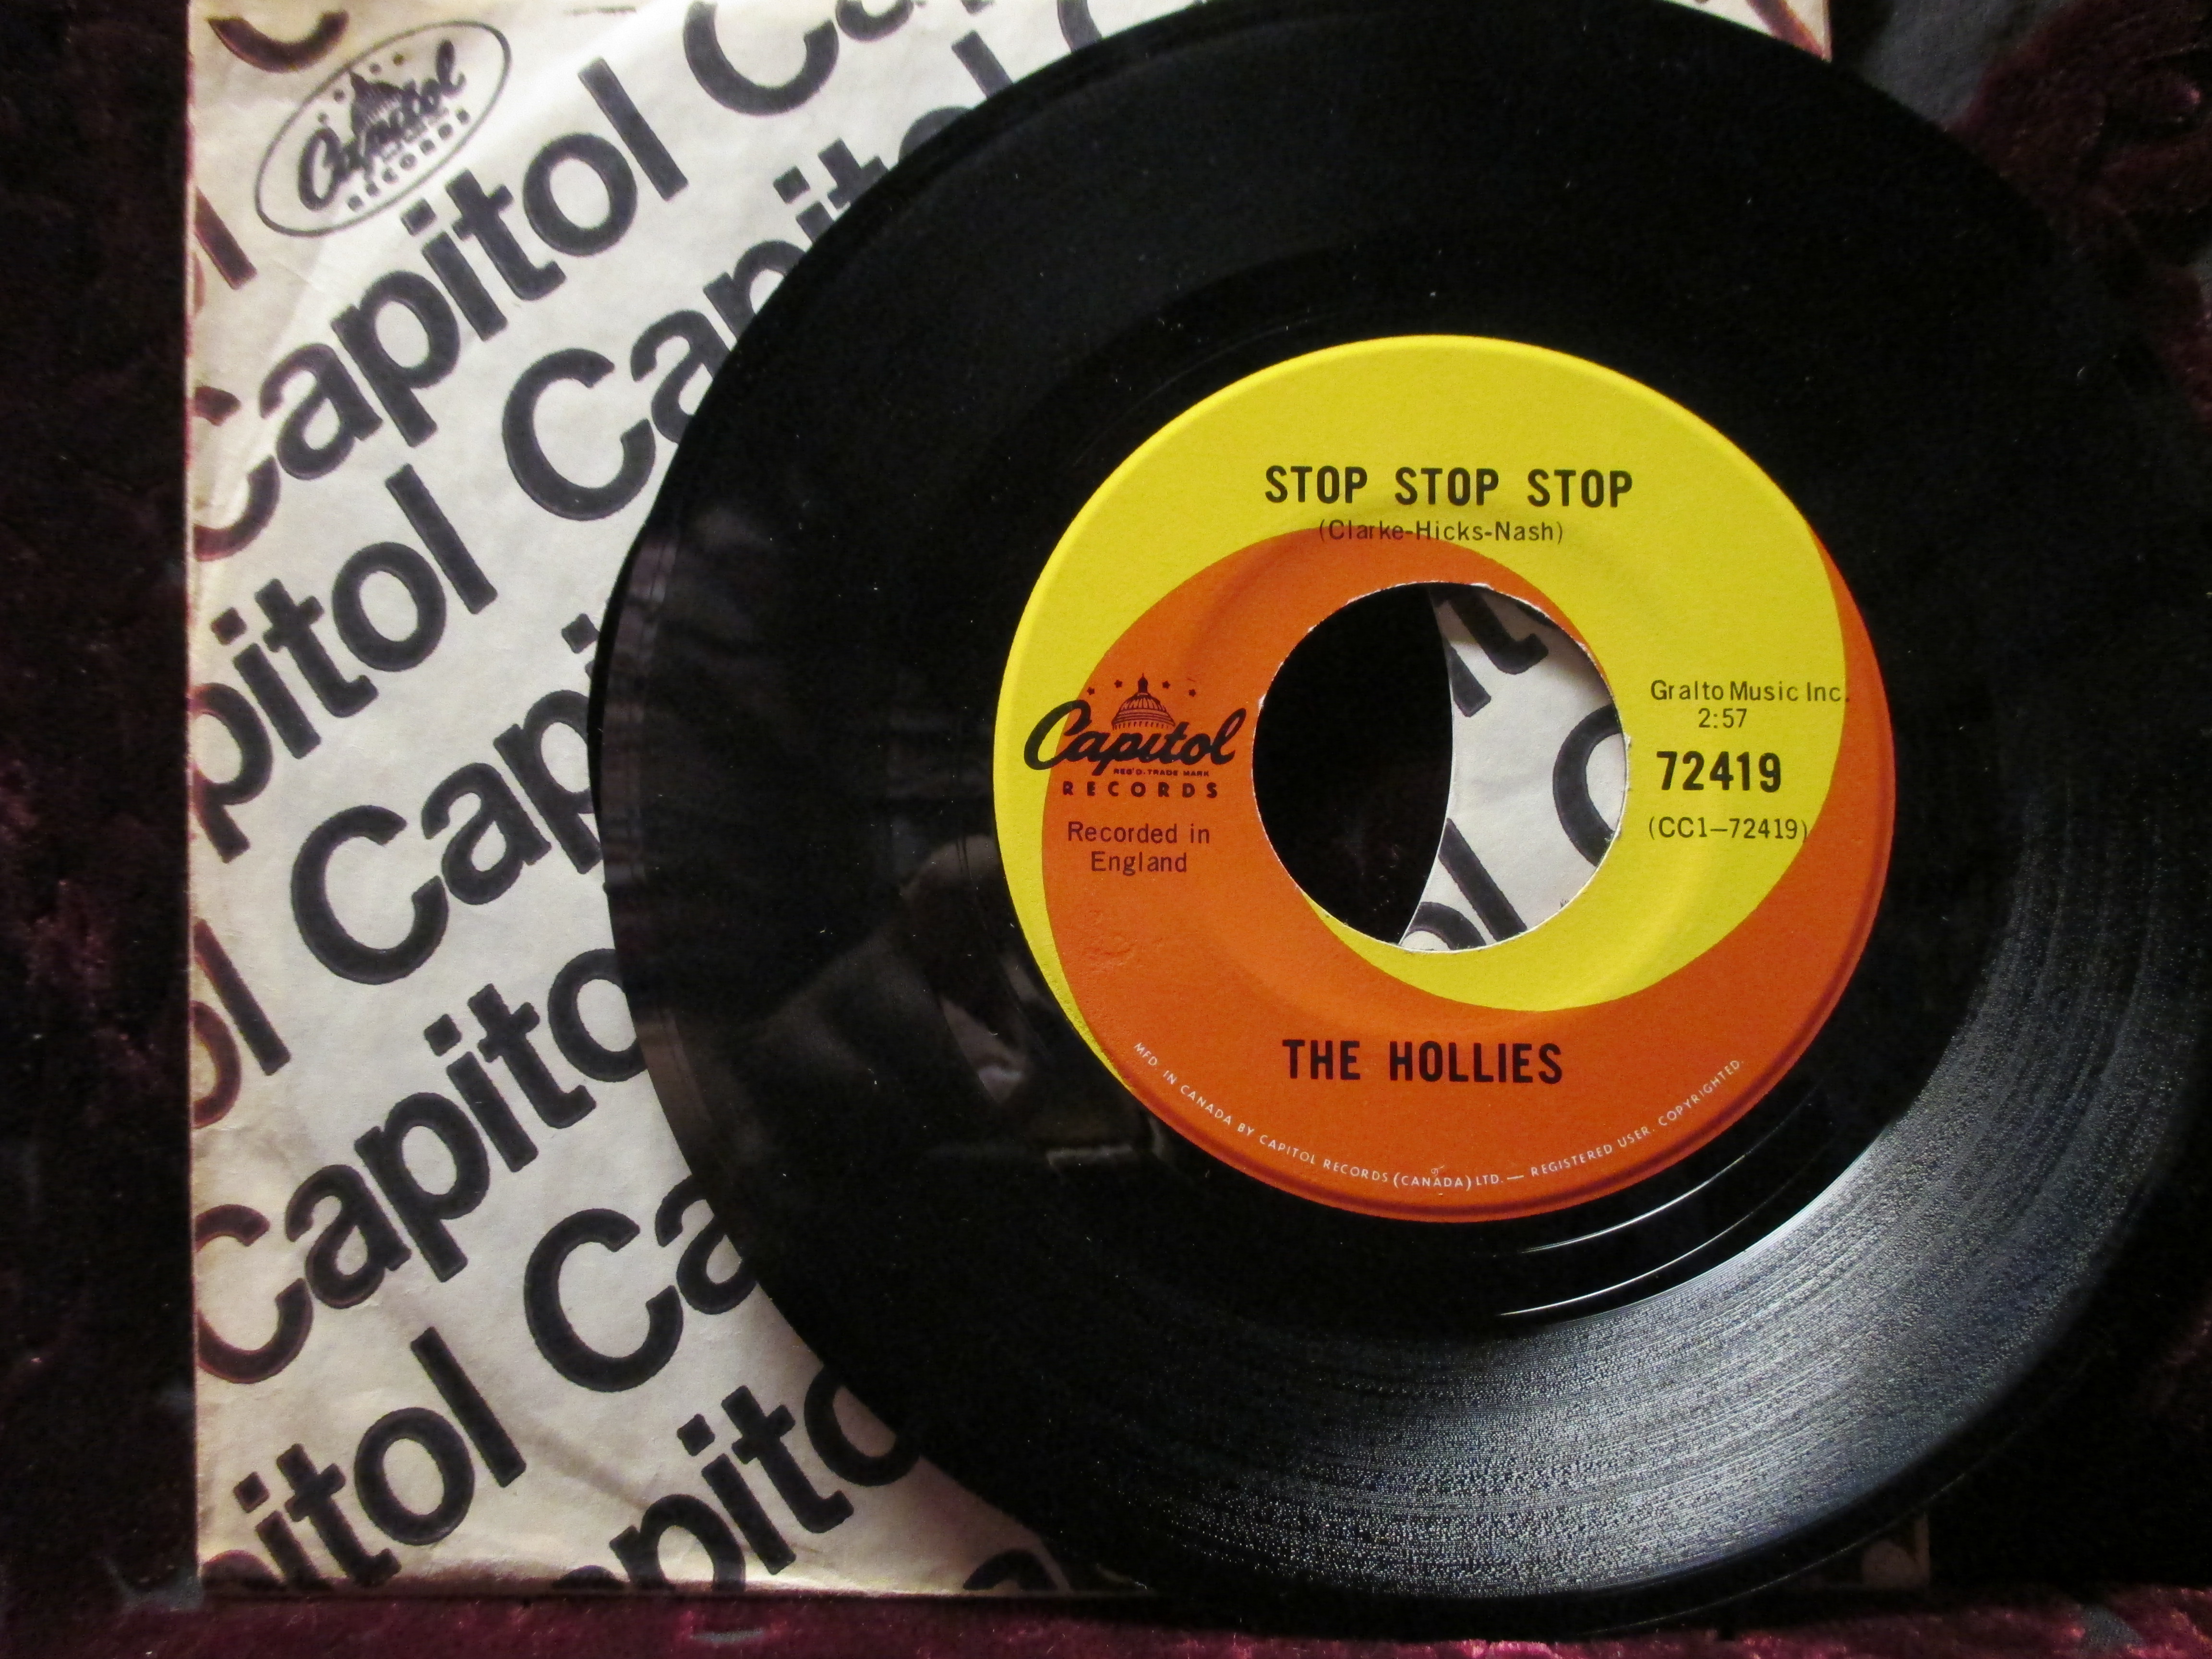 Capitol
RECORDS
Capitol
Capitol
Capitol
Capitol
STOP STOP STOP
(Clarke-Hicks-Nash)
Capitol
REG'D. TRADE MARK
RECORDS
Recorded in
England
Gralto Music Inc.
2:57
72419
(CC1-72419)
THE HOLLIES
MFD. IN CANADA BY CAPITOL RECORDS (CANADA) LTD. — REGISTERED USER. COPYRIGHTED.